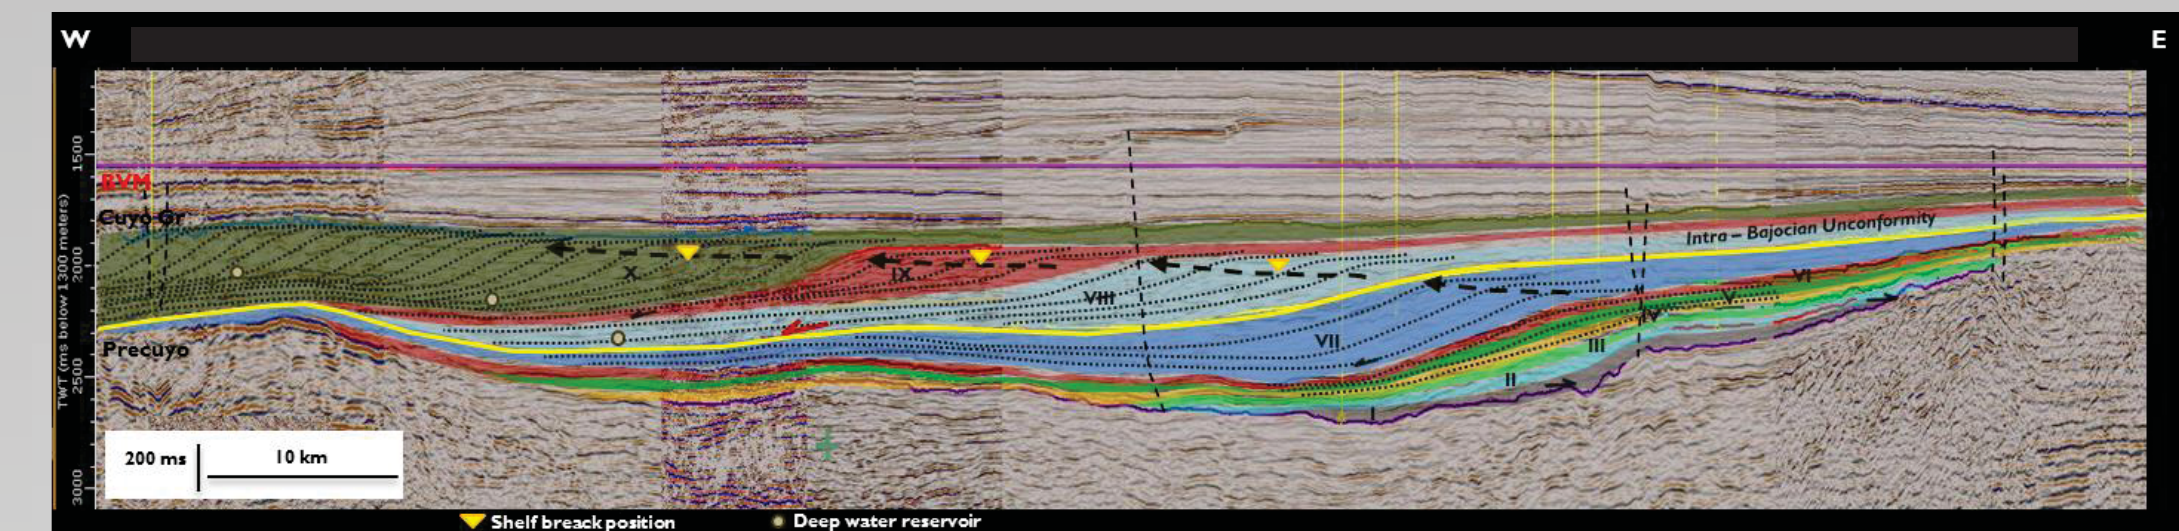 W
E
1500
2000
2500
3000
TWT (ms below 1300 meters)
BVM
Cuyo Gr
Precuyo
Intra – Bajocian Unconformity
X
IX
VIII
VII
VI
V
IV
III
II
I
200 ms
10 km
Shelf breack position
Deep water reservoir